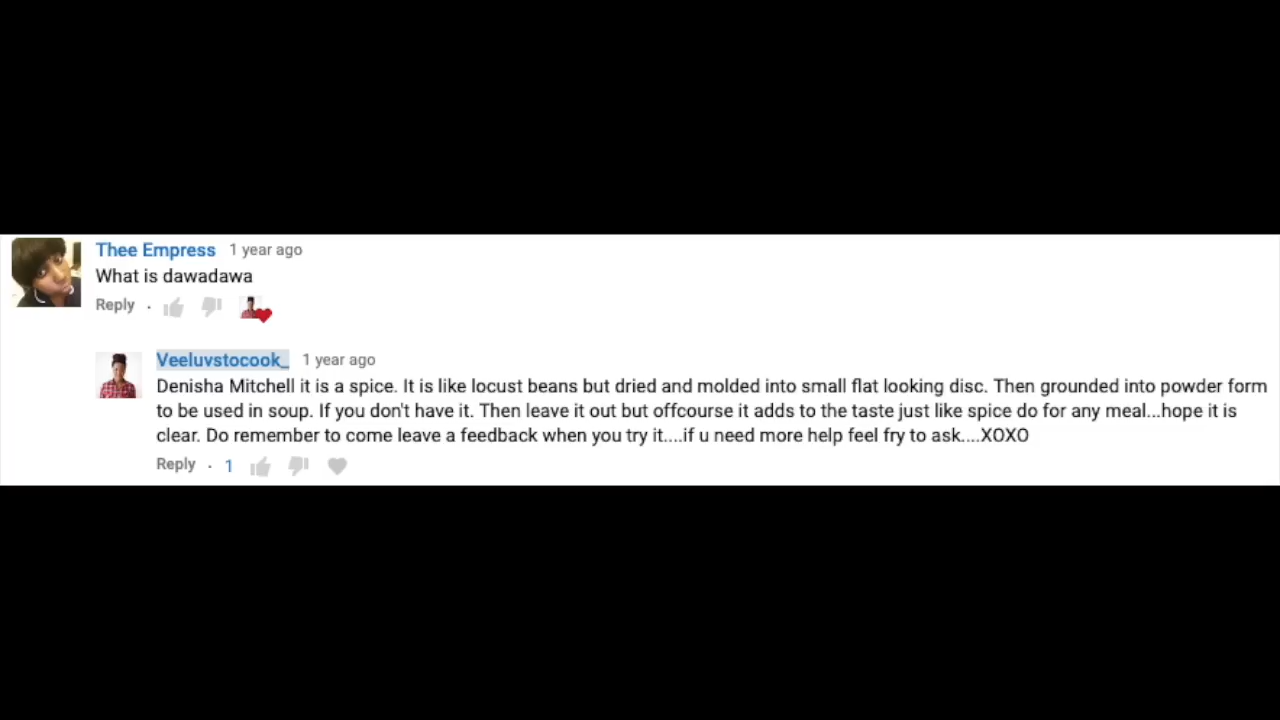 Thee Empress 1 year ago
What is dawadawa
Reply ·
Veeluvstocook_ 1 year ago
Denisha Mitchell it is a spice. It is like locust beans but dried and molded into small flat looking disc. Then grounded into powder form
to be used in soup. If you don't have it. Then leave it out but offcourse it adds to the taste just like spice do for any meal...hope it is
clear. Do remember to come leave a feedback when you try it....if u need more help feel fry to ask....XOXO
Reply · 1